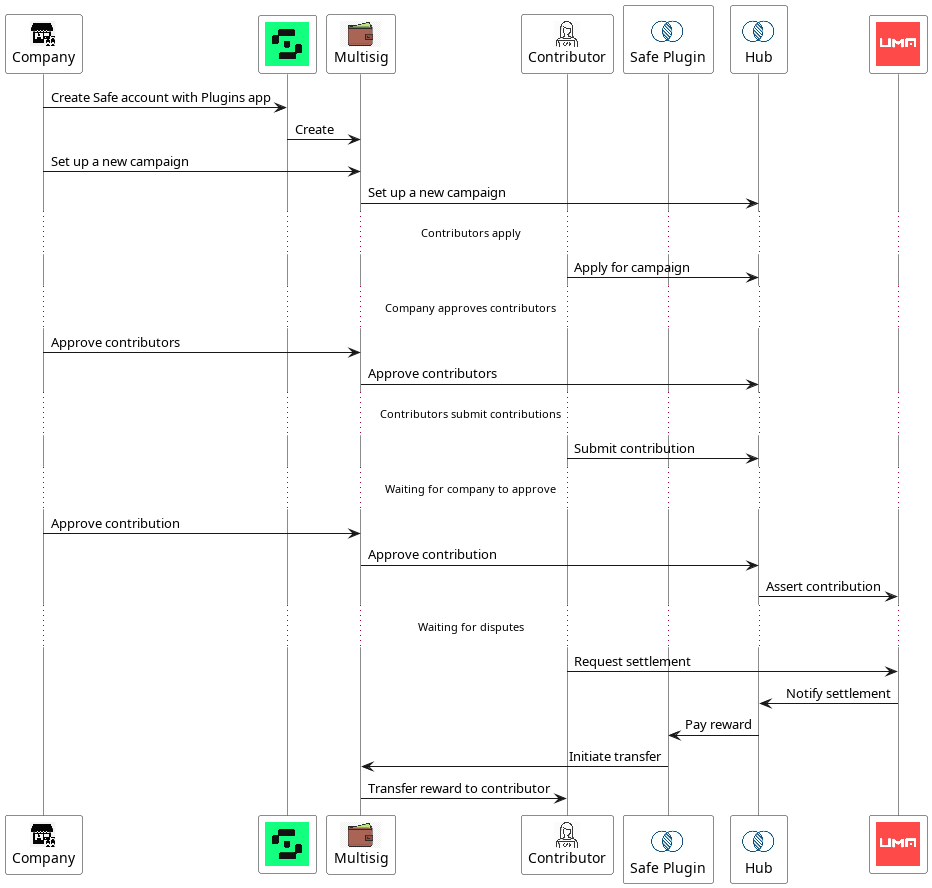 Company
Multisig
Contributor
Safe Plugin
Hub
UMA
Create Safe account with Plugins app
Create
Set up a new campaign
Set up a new campaign
Contributors apply
Apply for campaign
Company approves contributors
Approve contributors
Approve contributors
Contributors submit contributions
Submit contribution
Waiting for company to approve
Approve contribution
Approve contribution
Assert contribution
Waiting for disputes
Request settlement
Notify settlement
Pay reward
Initiate transfer
Transfer reward to contributor
Company
Multisig
Contributor
Safe Plugin
Hub
UMA